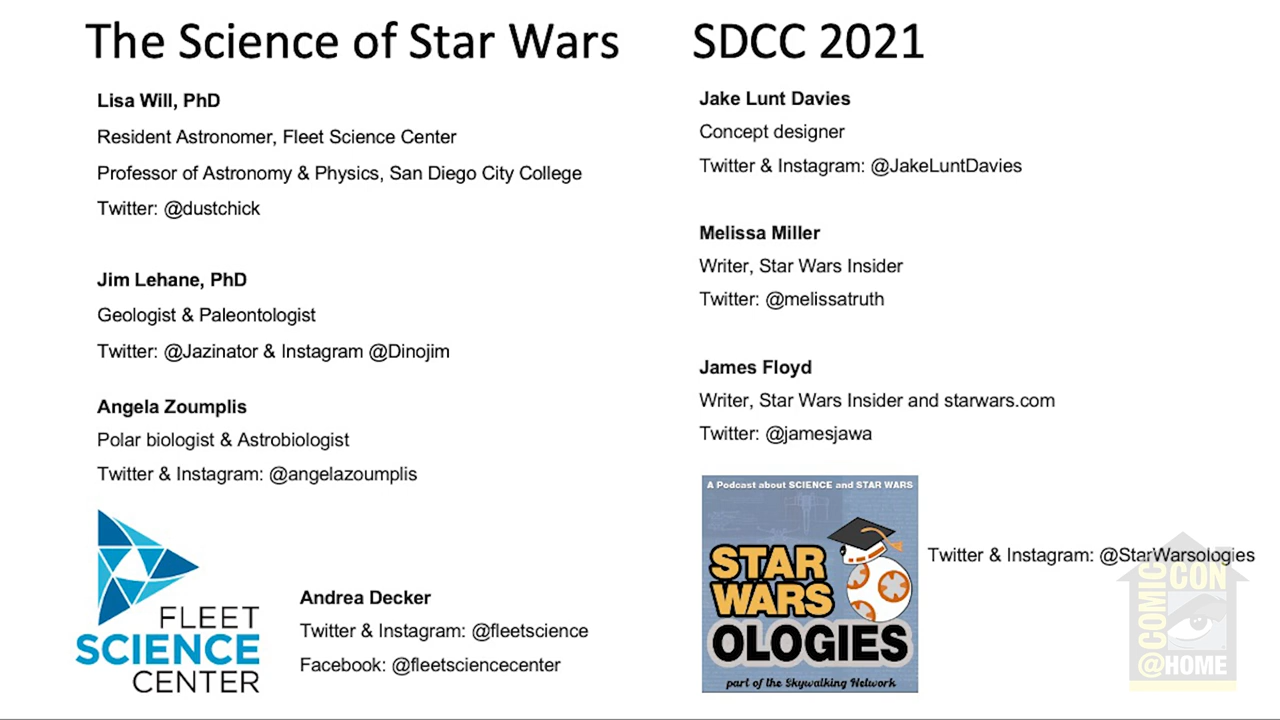 The Science of Star Wars
SDCC 2021
Lisa Will, PhD
Resident Astronomer, Fleet Science Center
Professor of Astronomy & Physics, San Diego City College
Twitter: @dustchick
Jim Lehane, PhD
Geologist & Paleontologist
Twitter: @Jazinator & Instagram @Dinojim
Angela Zoumplis
Polar biologist & Astrobiologist
Twitter & Instagram: @angelazoumplis
FLEET
SCIENCE
CENTER
Andrea Decker
Twitter & Instagram: @fleetscience
Facebook: @fleetsciencecenter
Jake Lunt Davies
Concept designer
Twitter & Instagram: @JakeLuntDavies
Melissa Miller
Writer, Star Wars Insider
Twitter: @melissatruth
James Floyd
Writer, Star Wars Insider and starwars.com
Twitter: @jamesjawa
A Podcast about SCIENCE and STAR WARS
STAR
WARS
OLOGIES
part of the Skywalking Network
Twitter & Instagram: @StarWarsologies
COMIC
CON
@HOME